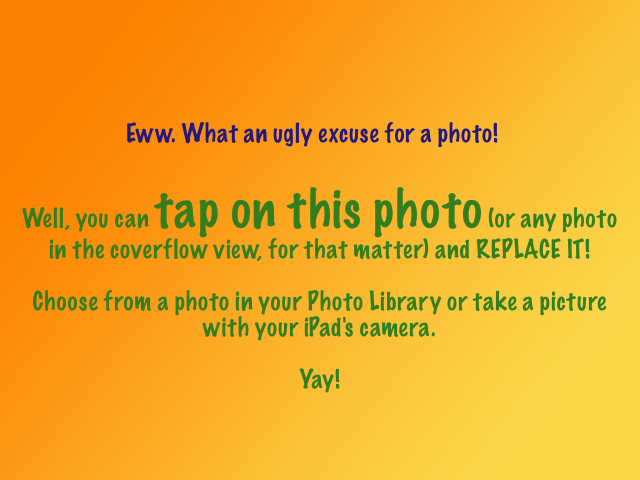 Eww. What an ugly excuse for a photo!
Well, you can tap on this photo (or any photo
in the coverflow view, for that matter) and REPLACE IT!
Choose from a photo in your Photo Library or take a picture
with your iPad's camera.
Yay!